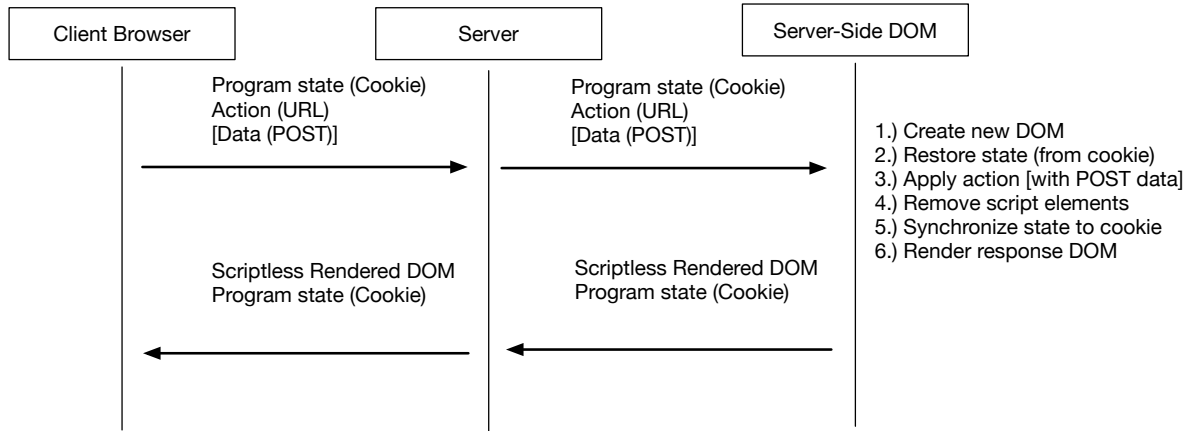 Client Browser
Server
Server-Side DOM
Program state (Cookie)
Action (URL)
[Data (POST)]
Program state (Cookie)
Action (URL)
[Data (POST)]
1.) Create new DOM
2.) Restore state (from cookie)
3.) Apply action [with POST data]
4.) Remove script elements
5.) Synchronize state to cookie
6.) Render response DOM
Scriptless Rendered DOM
Program state (Cookie)
Scriptless Rendered DOM
Program state (Cookie)